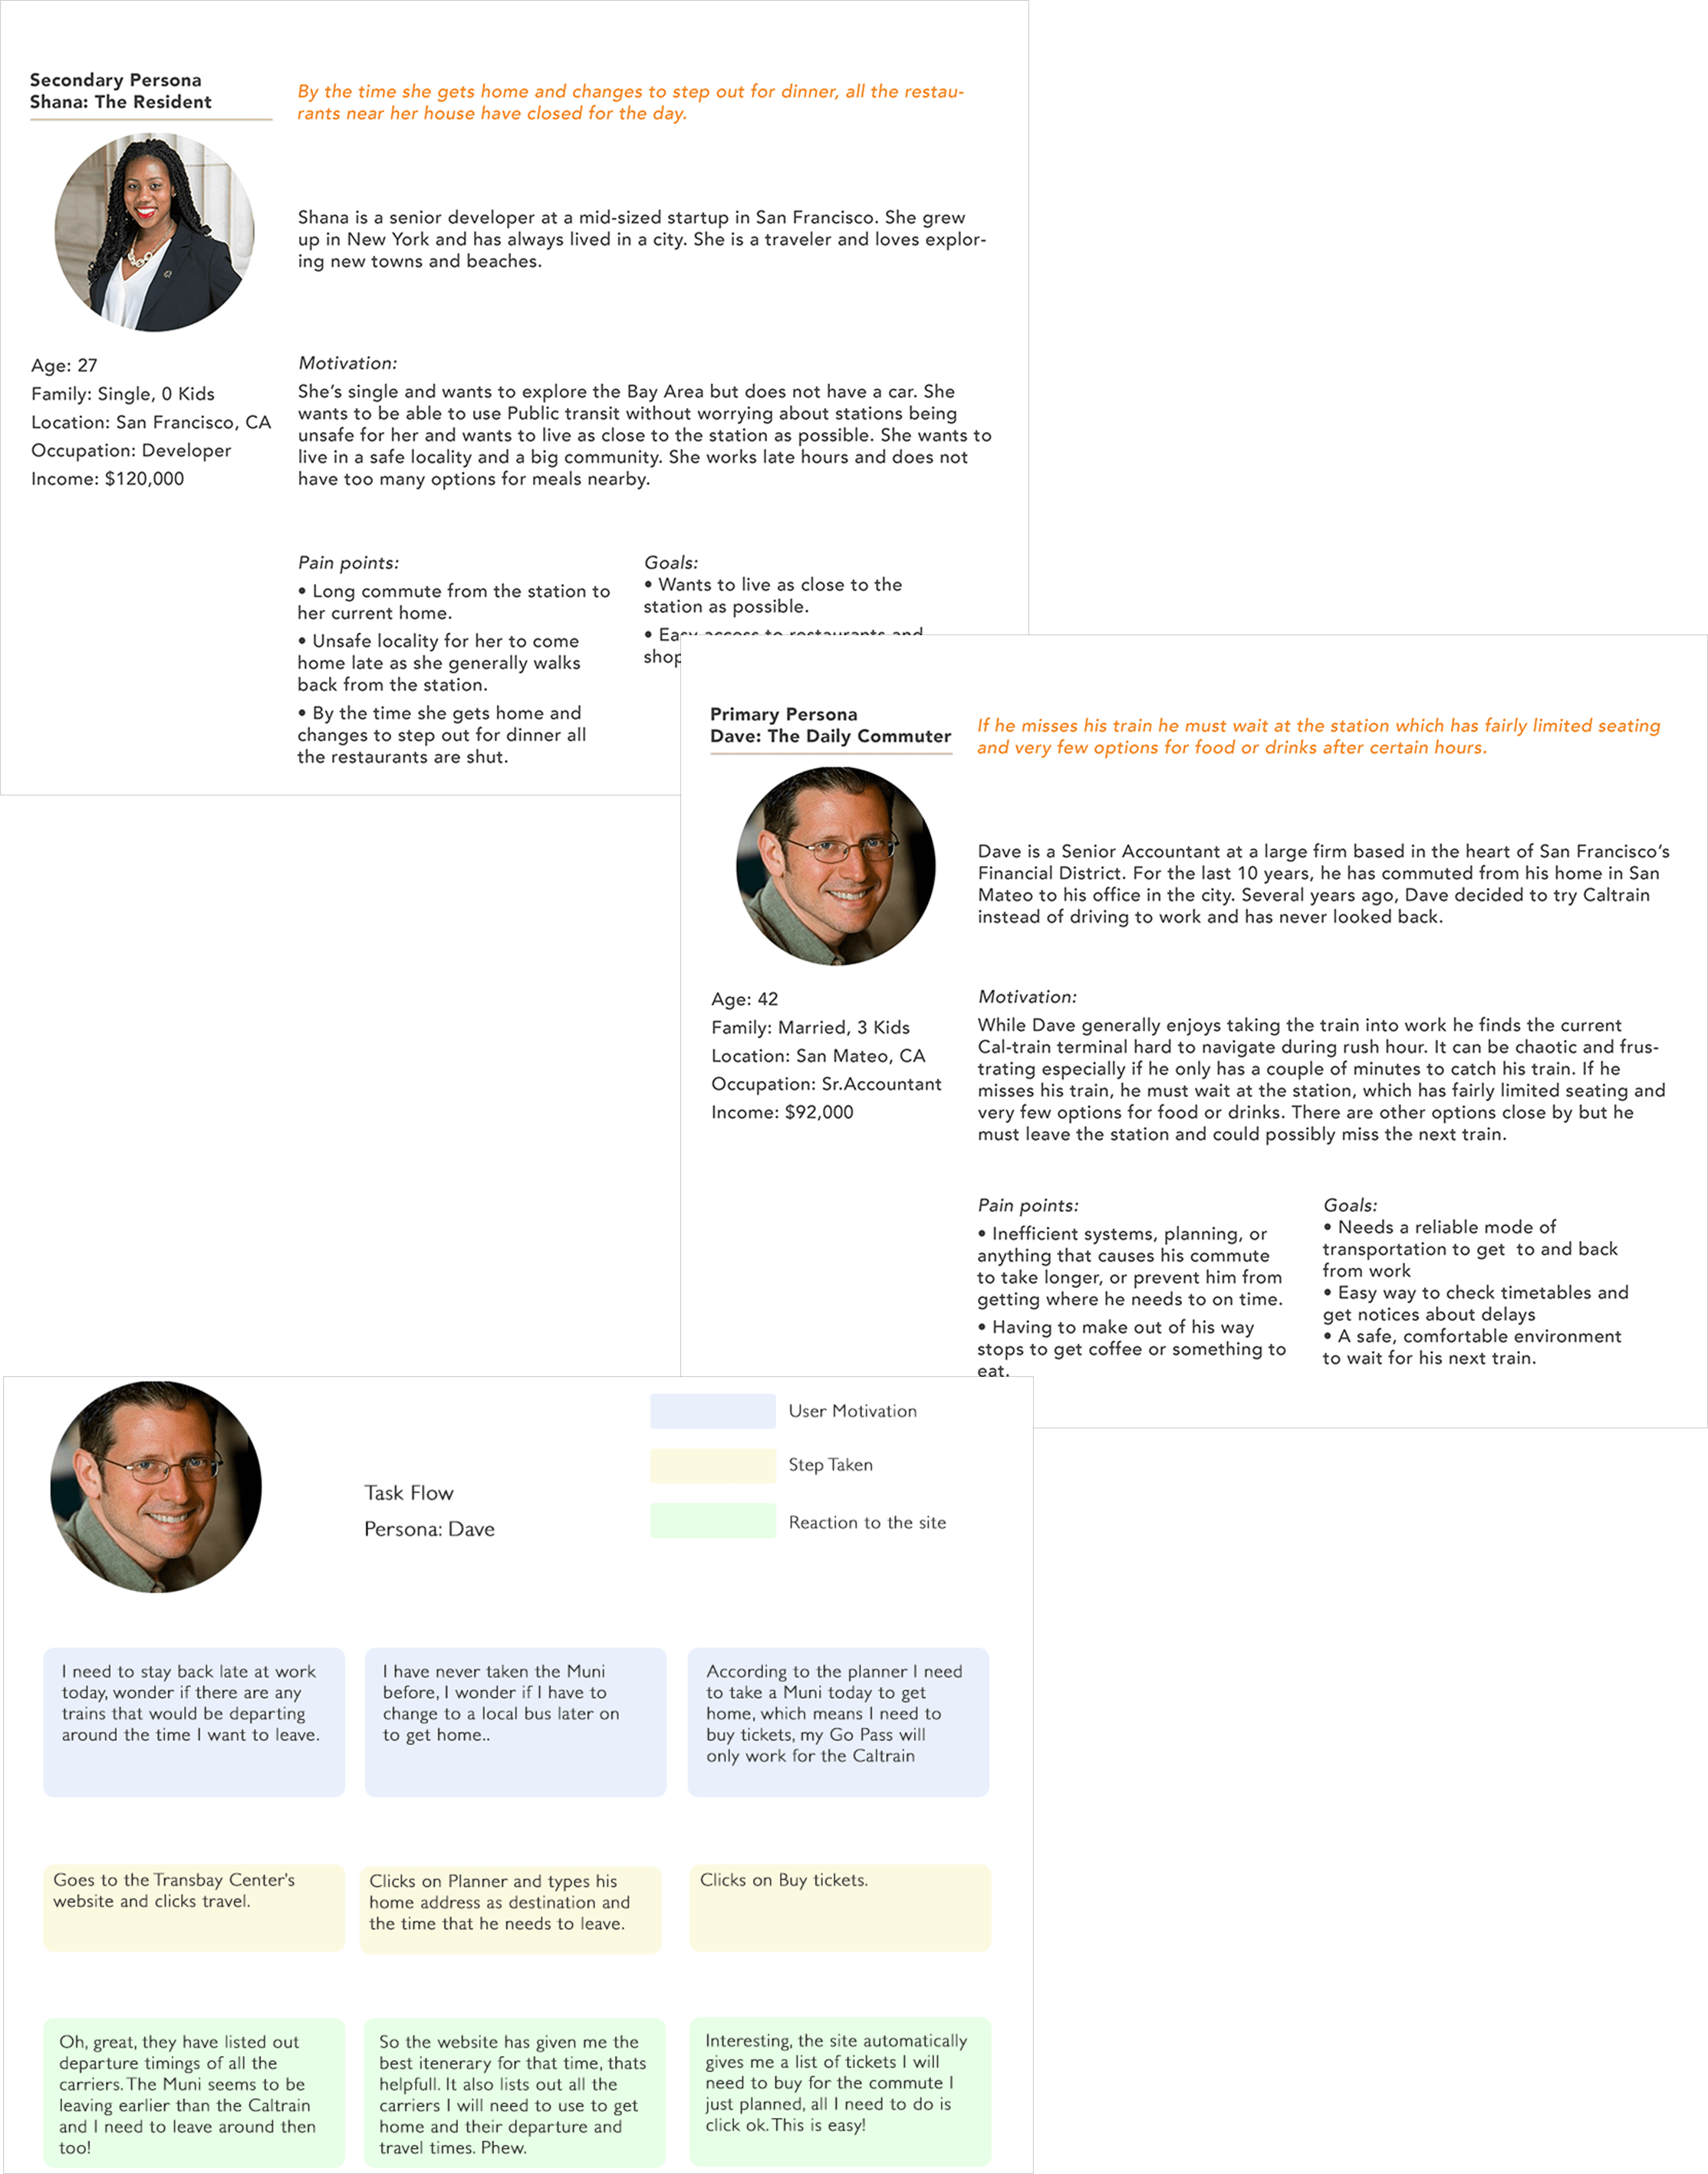 Secondary Persona
Shana: The Resident
By the time she gets home and changes to step out for dinner, all the restau-
rants near her house have closed for the day.
Shana is a senior developer at a mid-sized startup in San Francisco. She grew
up in New York and has always lived in a city. She is a traveler and loves explor-
ing new towns and beaches.
Age: 27
Family: Single, 0 Kids
Location: San Francisco, CA
Occupation: Developer
Income: $120,000
Motivation:
She’s single and wants to explore the Bay Area but does not have a car. She
wants to be able to use Public transit without worrying about stations being
unsafe for her and wants to live as close to the station as possible. She wants to
live in a safe locality and a big community. She works late hours and does not
have too many options for meals nearby.
Pain points:
• Long commute from the station to
her current home.
• Unsafe locality for her to come
home late as she generally walks
back from the station.
• By the time she gets home and
changes to step out for dinner all
the restaurants are shut.
Goals:
• Wants to live as close to the
station as possible.
• Easy access to restaurants and
shop
Primary Persona
Dave: The Daily Commuter
If he misses his train he must wait at the station which has fairly limited seating
and very few options for food or drinks after certain hours.
Dave is a Senior Accountant at a large firm based in the heart of San Francisco’s
Financial District. For the last 10 years, he has commuted from his home in San
Mateo to his office in the city. Several years ago, Dave decided to try Caltrain
instead of driving to work and has never looked back.
Age: 42
Family: Married, 3 Kids
Location: San Mateo, CA
Occupation: Sr.Accountant
Income: $92,000
Motivation:
While Dave generally enjoys taking the train into work he finds the current
Cal-train terminal hard to navigate during rush hour. It can be chaotic and frus-
trating especially if he only has a couple of minutes to catch his train. If he
misses his train, he must wait at the station, which has fairly limited seating and
very few options for food or drinks. There are other options close by but he
must leave the station and could possibly miss the next train.
Pain points:
• Inefficient systems, planning, or
anything that causes his commute
to take longer, or prevent him from
getting where he needs to on time.
• Having to make out of his way
stops to get coffee or something to
eat.
Goals:
• Needs a reliable mode of
transportation to get  to and back
from work
• Easy way to check timetables and
get notices about delays
• A safe, comfortable environment
to wait for his next train.
Task Flow
Persona: Dave
User Motivation
Step Taken
Reaction to the site
I need to stay back late at work
today, wonder if there are any
trains that would be departing
around the time I want to leave.
I have never taken the Muni
before, I wonder if I have to
change to a local bus later on
to get home..
According to the planner I need
to take a Muni today to get
home, which means I need to
buy tickets, my Go Pass will
only work for the Caltrain
Goes to the Transbay Center's
website and clicks travel.
Clicks on Planner and types his
home address as destination and
the time that he needs to leave.
Clicks on Buy tickets.
Oh, great, they have listed out
departure timings of all the
carriers. The Muni seems to be
leaving earlier than the Caltrain
and I need to leave around then
too!
So the website has given me the
best itenerary for that time, thats
helpfull. It also lists out all the
carriers I will need to use to get
home and their departure and
travel times. Phew.
Interesting, the site automatically
gives me a list of tickets I will
need to buy for the commute I
just planned, all I need to do is
click ok. This is easy!